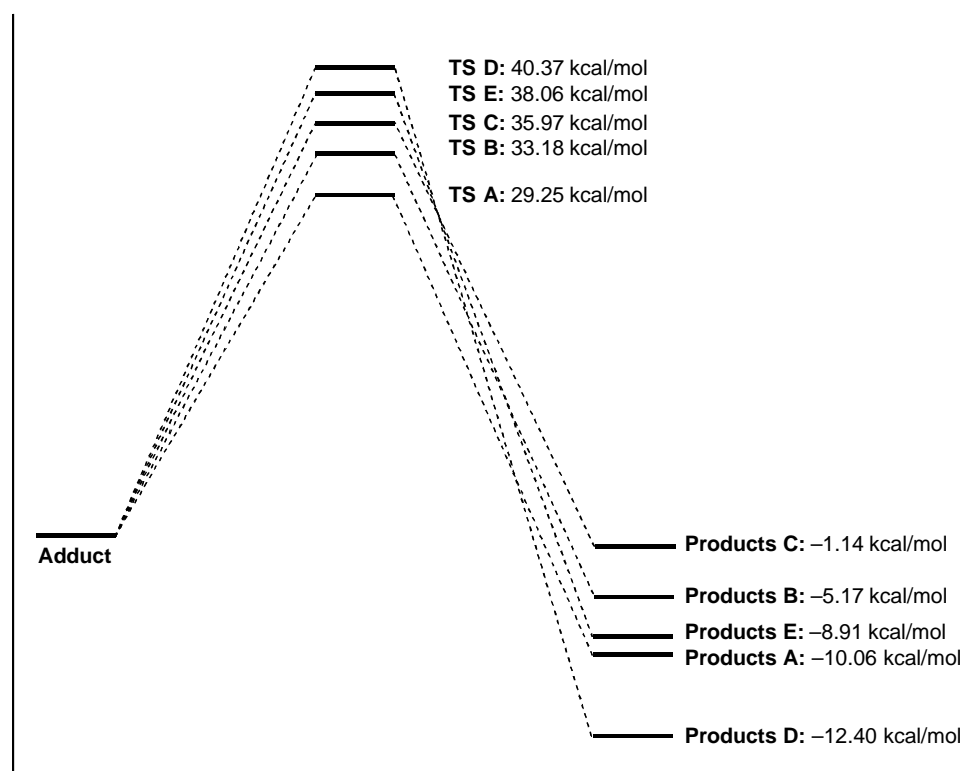 TS D: 40.37 kcal/mol
TS E: 38.06 kcal/mol
TS C: 35.97 kcal/mol
TS B: 33.18 kcal/mol
TS A: 29.25 kcal/mol
Adduct
Products C: –1.14 kcal/mol
Products B: –5.17 kcal/mol
Products E: –8.91 kcal/mol
Products A: –10.06 kcal/mol
Products D: –12.40 kcal/mol